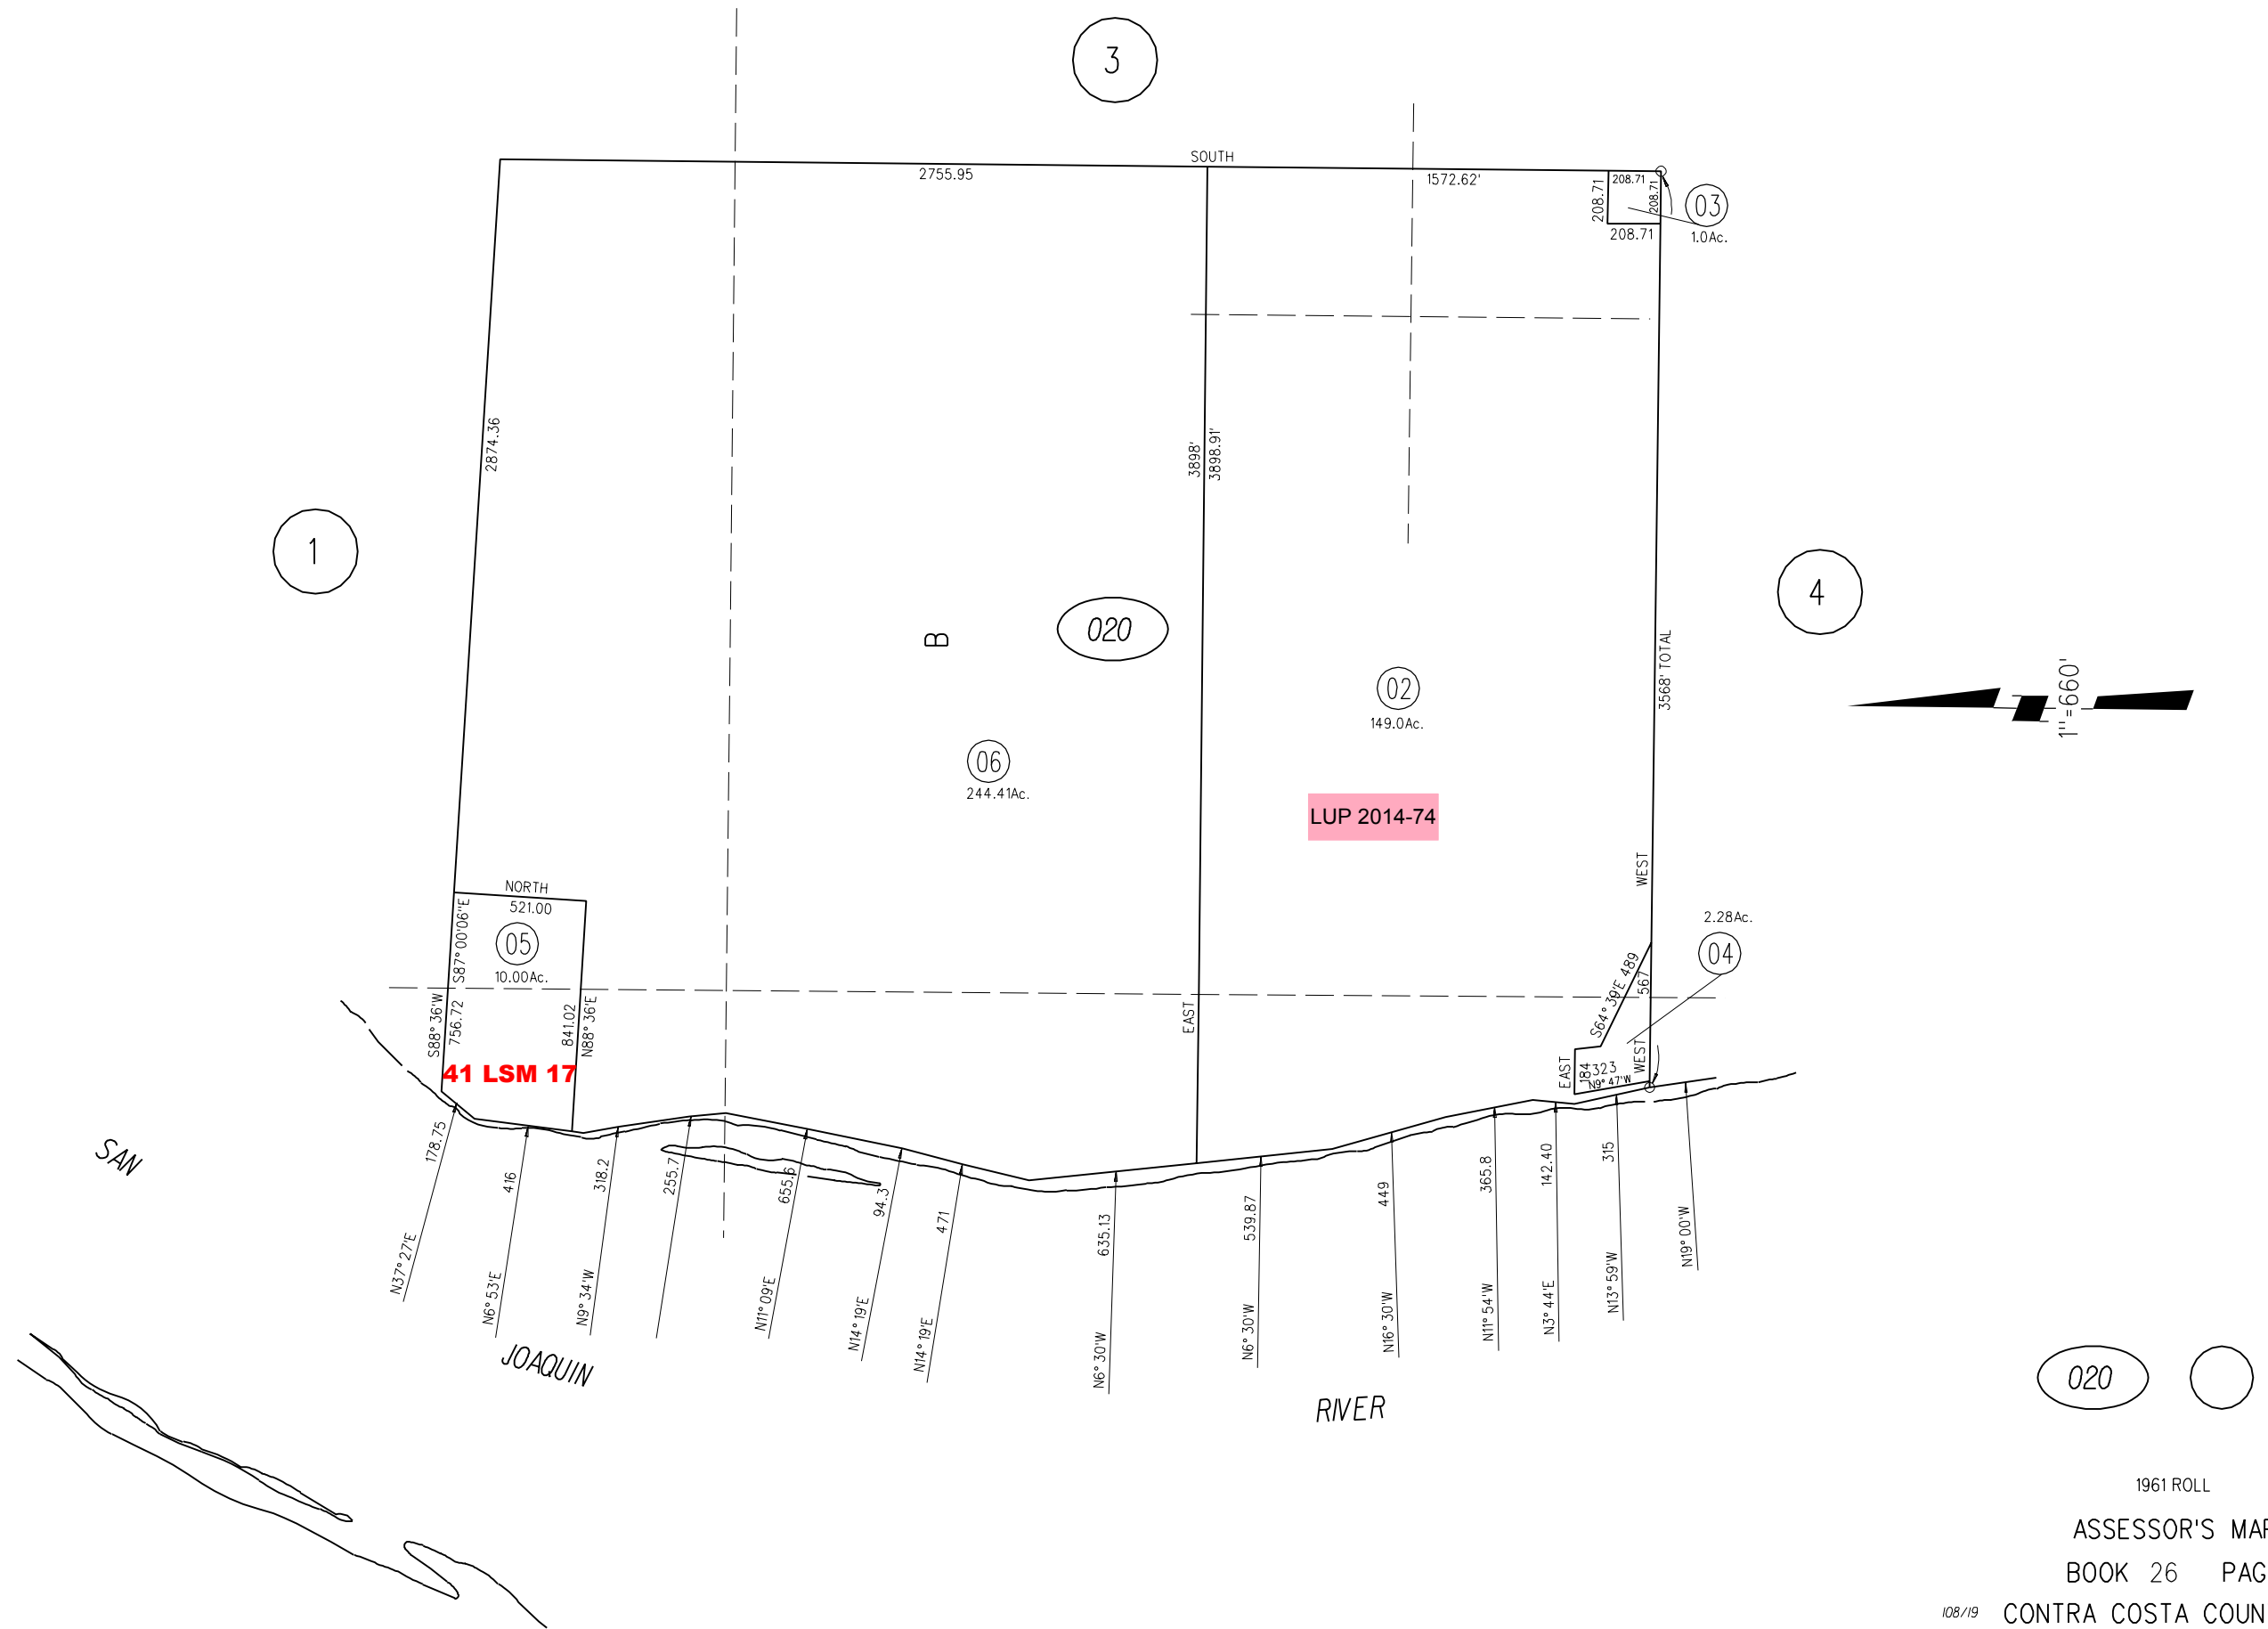 3
SOUTH
2755.95
1572.62'
208.71
208.71
208.71
208.71
03
1.0Ac.
2874.36
3898'
3898.91'
1
4
B
020
3568' TOTAL
1"=660'
02
149.0Ac.
06
244.41Ac.
LUP 2014-74
WEST
NORTH
521.00
S87°00'06"E
05
10.00Ac.
2.28Ac.
04
S64°39'E 489
567
S88°36'W
756.72
841.02
N88°36'E
EAST
41 LSM 17
EAST
184
323
N9°47'W
WEST
178.75
416
318.2
255.7
655.6
94.3
471
635.13
539.87
449
365.8
142.40
315
N37°27'E
N6°53'E
N9°34'W
N11°09'E
N14°19'E
N14°19'E
N6°30'W
N6°30'W
N16°30'W
N11°54'W
N3°44'E
N13°59'W
N19°00'W
SAN
JOAQUIN
RIVER
020
1961 ROLL
ASSESSOR'S MAP
BOOK 26 PAG
108/19 CONTRA COSTA COUN